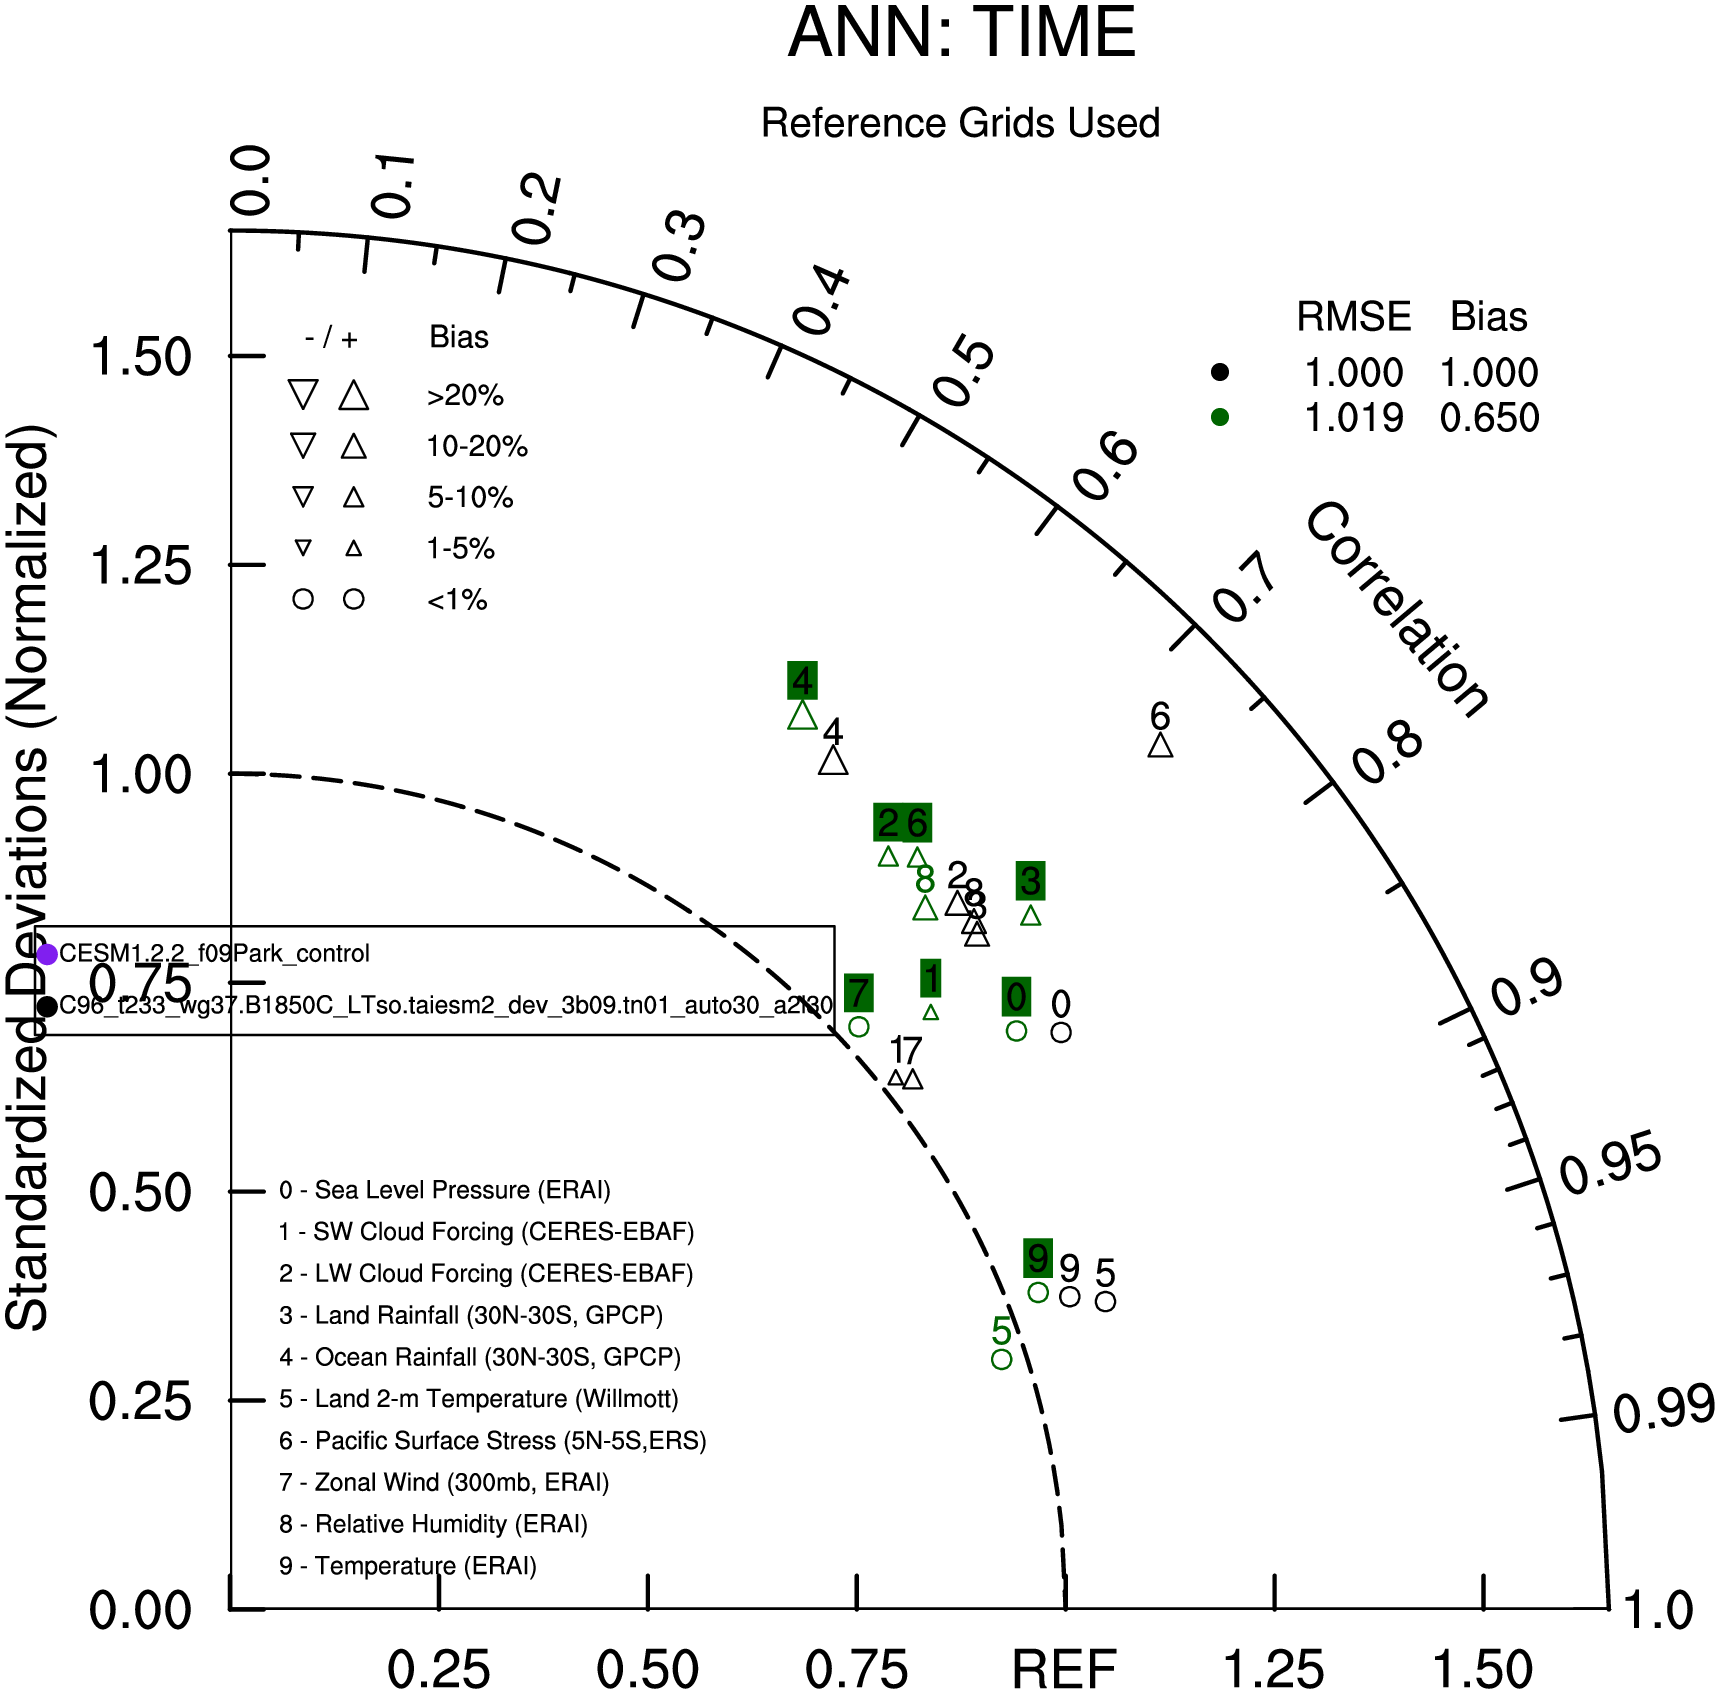 ANN: TIME
Reference Grids Used
0.0
0.1
0.2
0.3
0.4
0.5
0.6
0.7
0.8
0.9
0.95
0.99
1.0
Correlation
RMSE Bias
1.000 1.000
1.019 0.650
- / + Bias
>20%
10-20%
5-10%
1-5%
<1%
Standardized Deviations (Normalized)
1.50
1.25
1.00
0.75
0.50
0.25
0.00
4
4
6
2 6
8
2
8
3
3
7
1
0
0
1 7
9
9
5
5
CESM1.2.2_f09Park_control
C96_t233_wg37.B1850C_LTso.taiesm2_dev_3b09.tn01_auto30_a2l30
0 - Sea Level Pressure (ERAI)
1 - SW Cloud Forcing (CERES-EBAF)
2 - LW Cloud Forcing (CERES-EBAF)
3 - Land Rainfall (30N-30S, GPCP)
4 - Ocean Rainfall (30N-30S, GPCP)
5 - Land 2-m Temperature (Willmott)
6 - Pacific Surface Stress (5N-5S,ERS)
7 - Zonal Wind (300mb, ERAI)
8 - Relative Humidity (ERAI)
9 - Temperature (ERAI)
0.25 0.50 0.75 REF 1.25 1.50